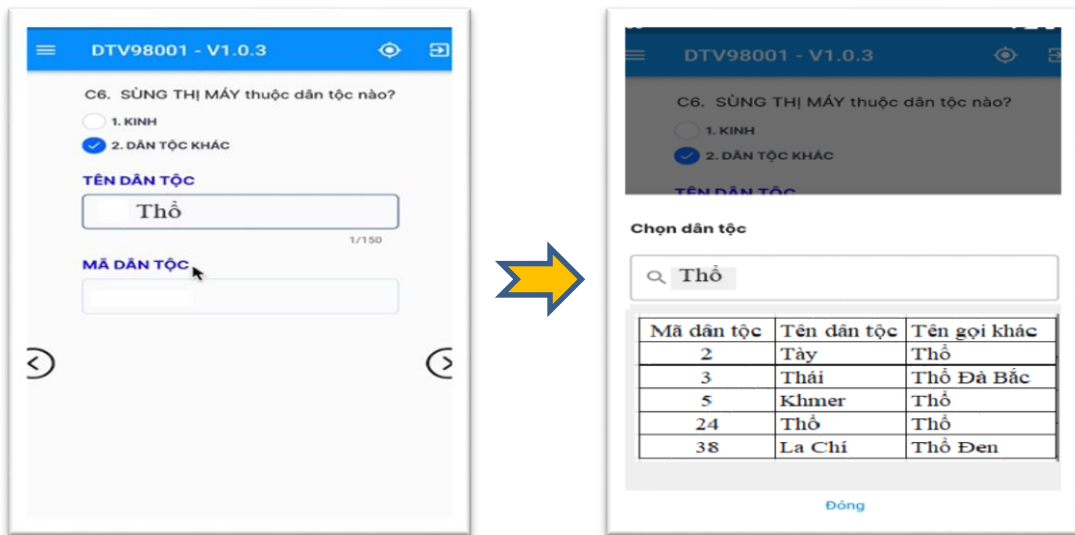 DTV98001 - V1.0.3
C6. SÙNG THỊ MÁY thuộc dân tộc nào?
1. KINH
2. DÂN TỘC KHÁC
TÊN DÂN TỘC
Thổ
1/150
MÃ DÂN TỘC
DTV98001 - V1.0.3
C6. SÙNG THỊ MÁY thuộc dân tộc nào?
1. KINH
2. DÂN TỘC KHÁC
TÊN DÂN TỘC
Chọn dân tộc
Thổ
Mã dân tộc Tên dân tộc Tên gọi khác
2 Tày Thổ
3 Thái Thổ Đà Bắc
5 Khmer Thổ
24 Thổ Thổ
38 La Chí Thổ Đen
Đóng